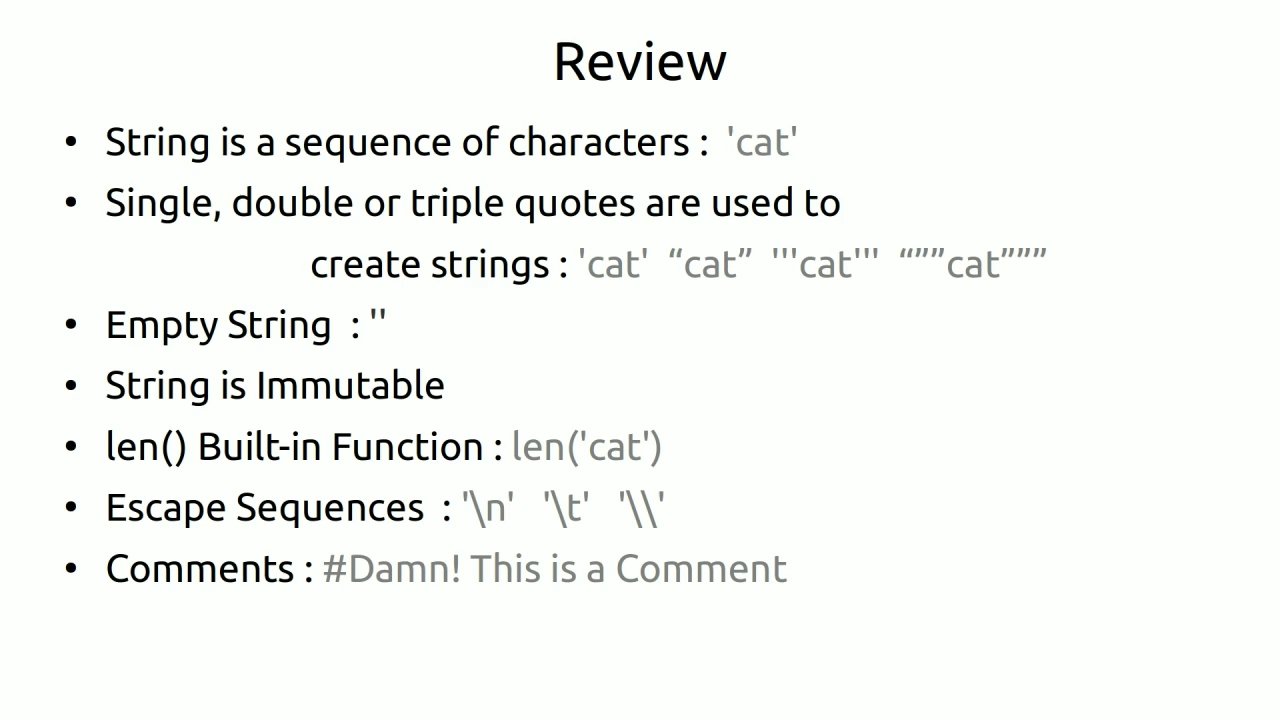 Review
• String is a sequence of characters : 'cat'
• Single, double or triple quotes are used to
create strings : 'cat' “cat” '''cat''' “””cat”””
• Empty String : ''
• String is Immutable
• len() Built-in Function : len('cat')
• Escape Sequences : '\n' '\t' '\\'
• Comments : #Damn! This is a Comment